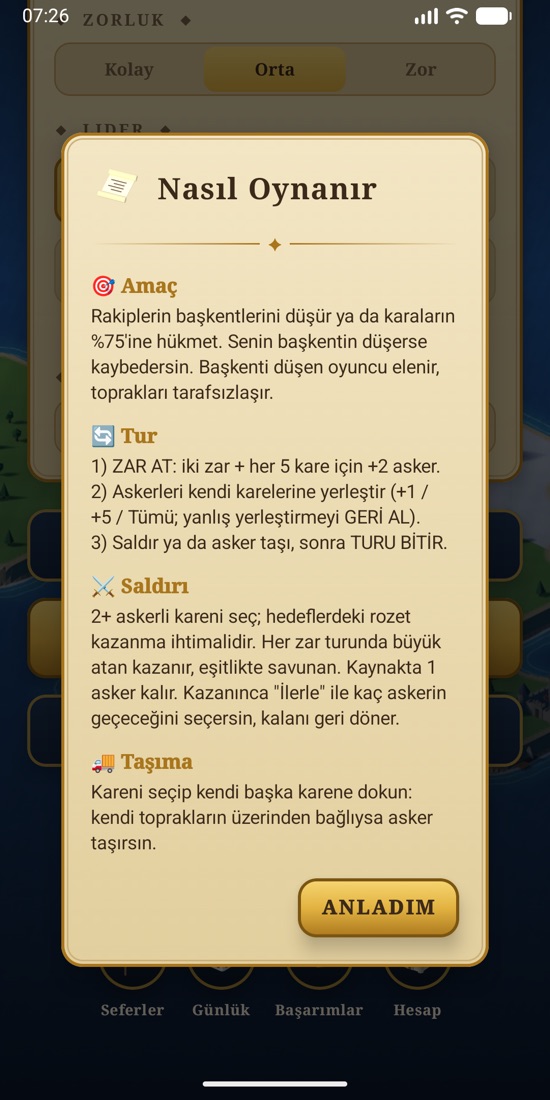 07:26
ZORLUK
Kolay
Orta
Zor
LIDER
Nasıl Oynanır
Amaç
Rakiplerin başkentlerini düşür ya da karaların
%75'ine hükmet. Senin başkentin düşerse
kaybedersin. Başkenti düşen oyuncu elenir,
toprakları tarafsızlaşır.
Tur
1) ZAR AT: iki zar + her 5 kare için +2 asker.
2) Askerleri kendi karelerine yerleştir (+1 /
+5 / Tümü; yanlış yerleştirmeyi GERİ AL).
3) Saldır ya da asker taşı, sonra TURU BİTİR.
Saldırı
2+ askerli kareni seç; hedeflerdeki rozet
kazanma ihtimalidir. Her zar turunda büyük
atan kazanır, eşitlikte savunan. Kaynakta 1
asker kalır. Kazanınca "İlerle" ile kaç askerin
geçeceğini seçersin, kalanı geri döner.
Taşıma
Kareni seçip kendi başka karene dokun:
kendi toprakların üzerinden bağlıysa asker
taşırsın.
ANLADIM
Seferler
Günlük
Başarımlar
Hesap